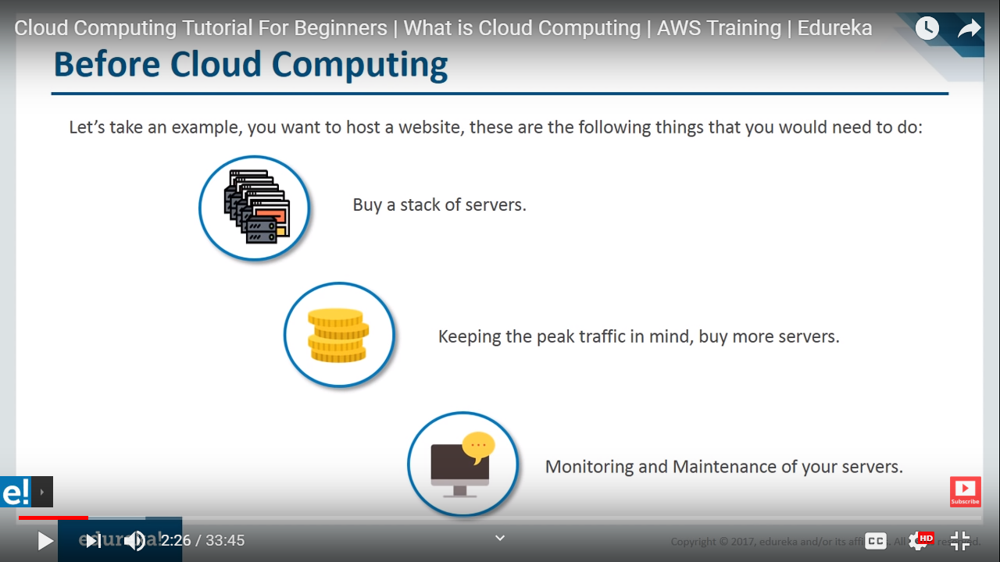 Cloud Computing Tutorial For Beginners | What is Cloud Computing | AWS Training | Edureka
Before Cloud Computing
Let's take an example, you want to host a website, these are the following things that you would need to do:
Buy a stack of servers.
Keeping the peak traffic in mind, buy more servers.
Monitoring and Maintenance of your servers.
e!
Subscribe
edureka!
2:26 / 33:45
CC
HD
Copyright © 2017, edureka and/or its affi All reserved.